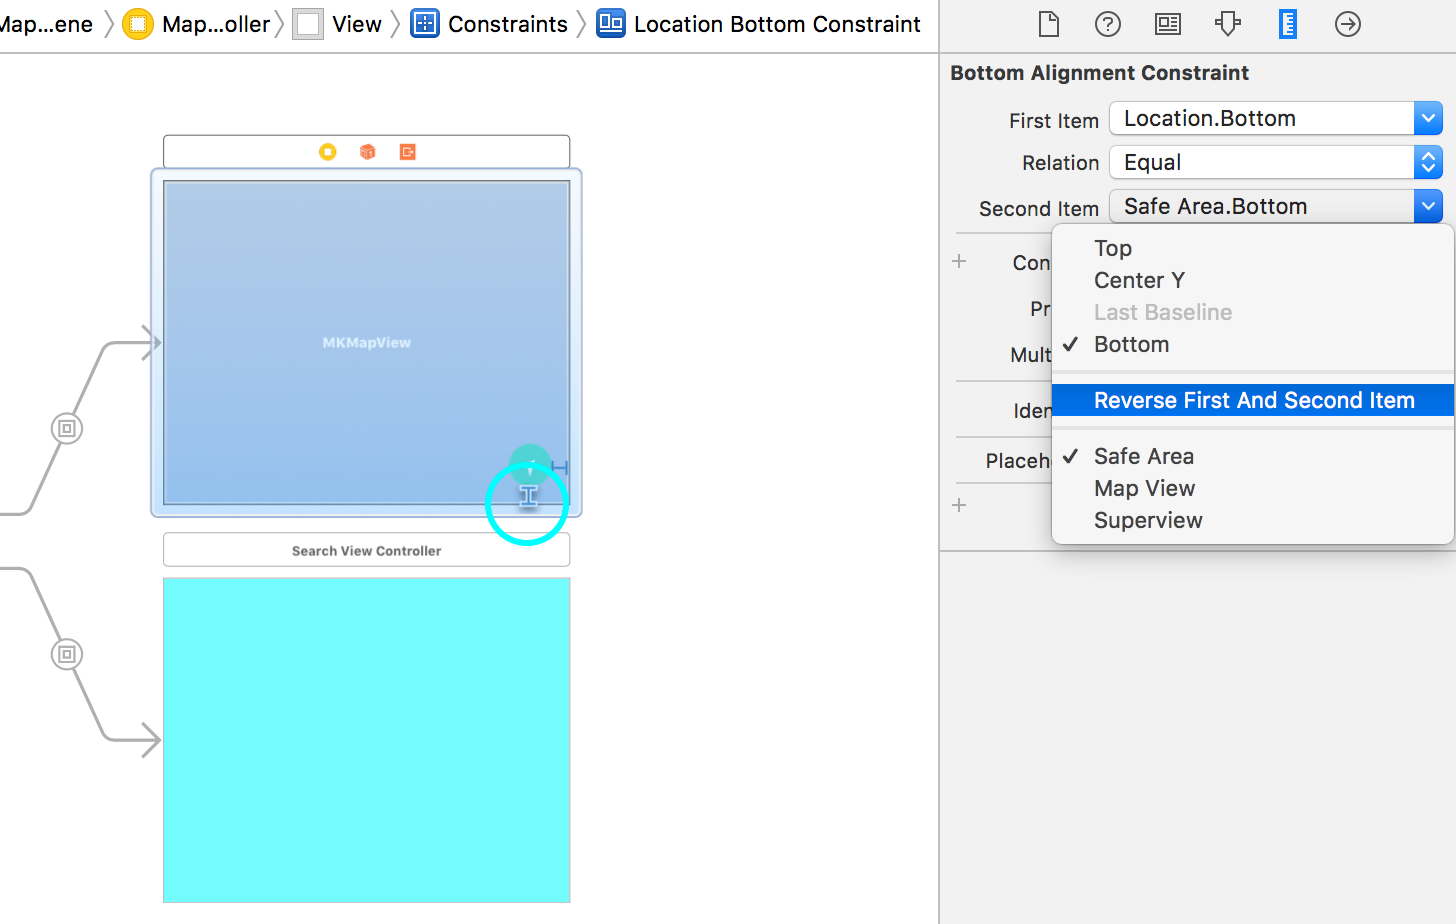 Map...ene Map...oller View Constraints Location Bottom Constraint
Bottom Alignment Constraint
First Item Location.Bottom
Relation Equal
Second Item Safe Area.Bottom
Con
Pr
Mult
Iden
Placeh
Top
Center Y
Last Baseline
Bottom
Reverse First And Second Item
Safe Area
Map View
Superview
MKMapView
Search View Controller